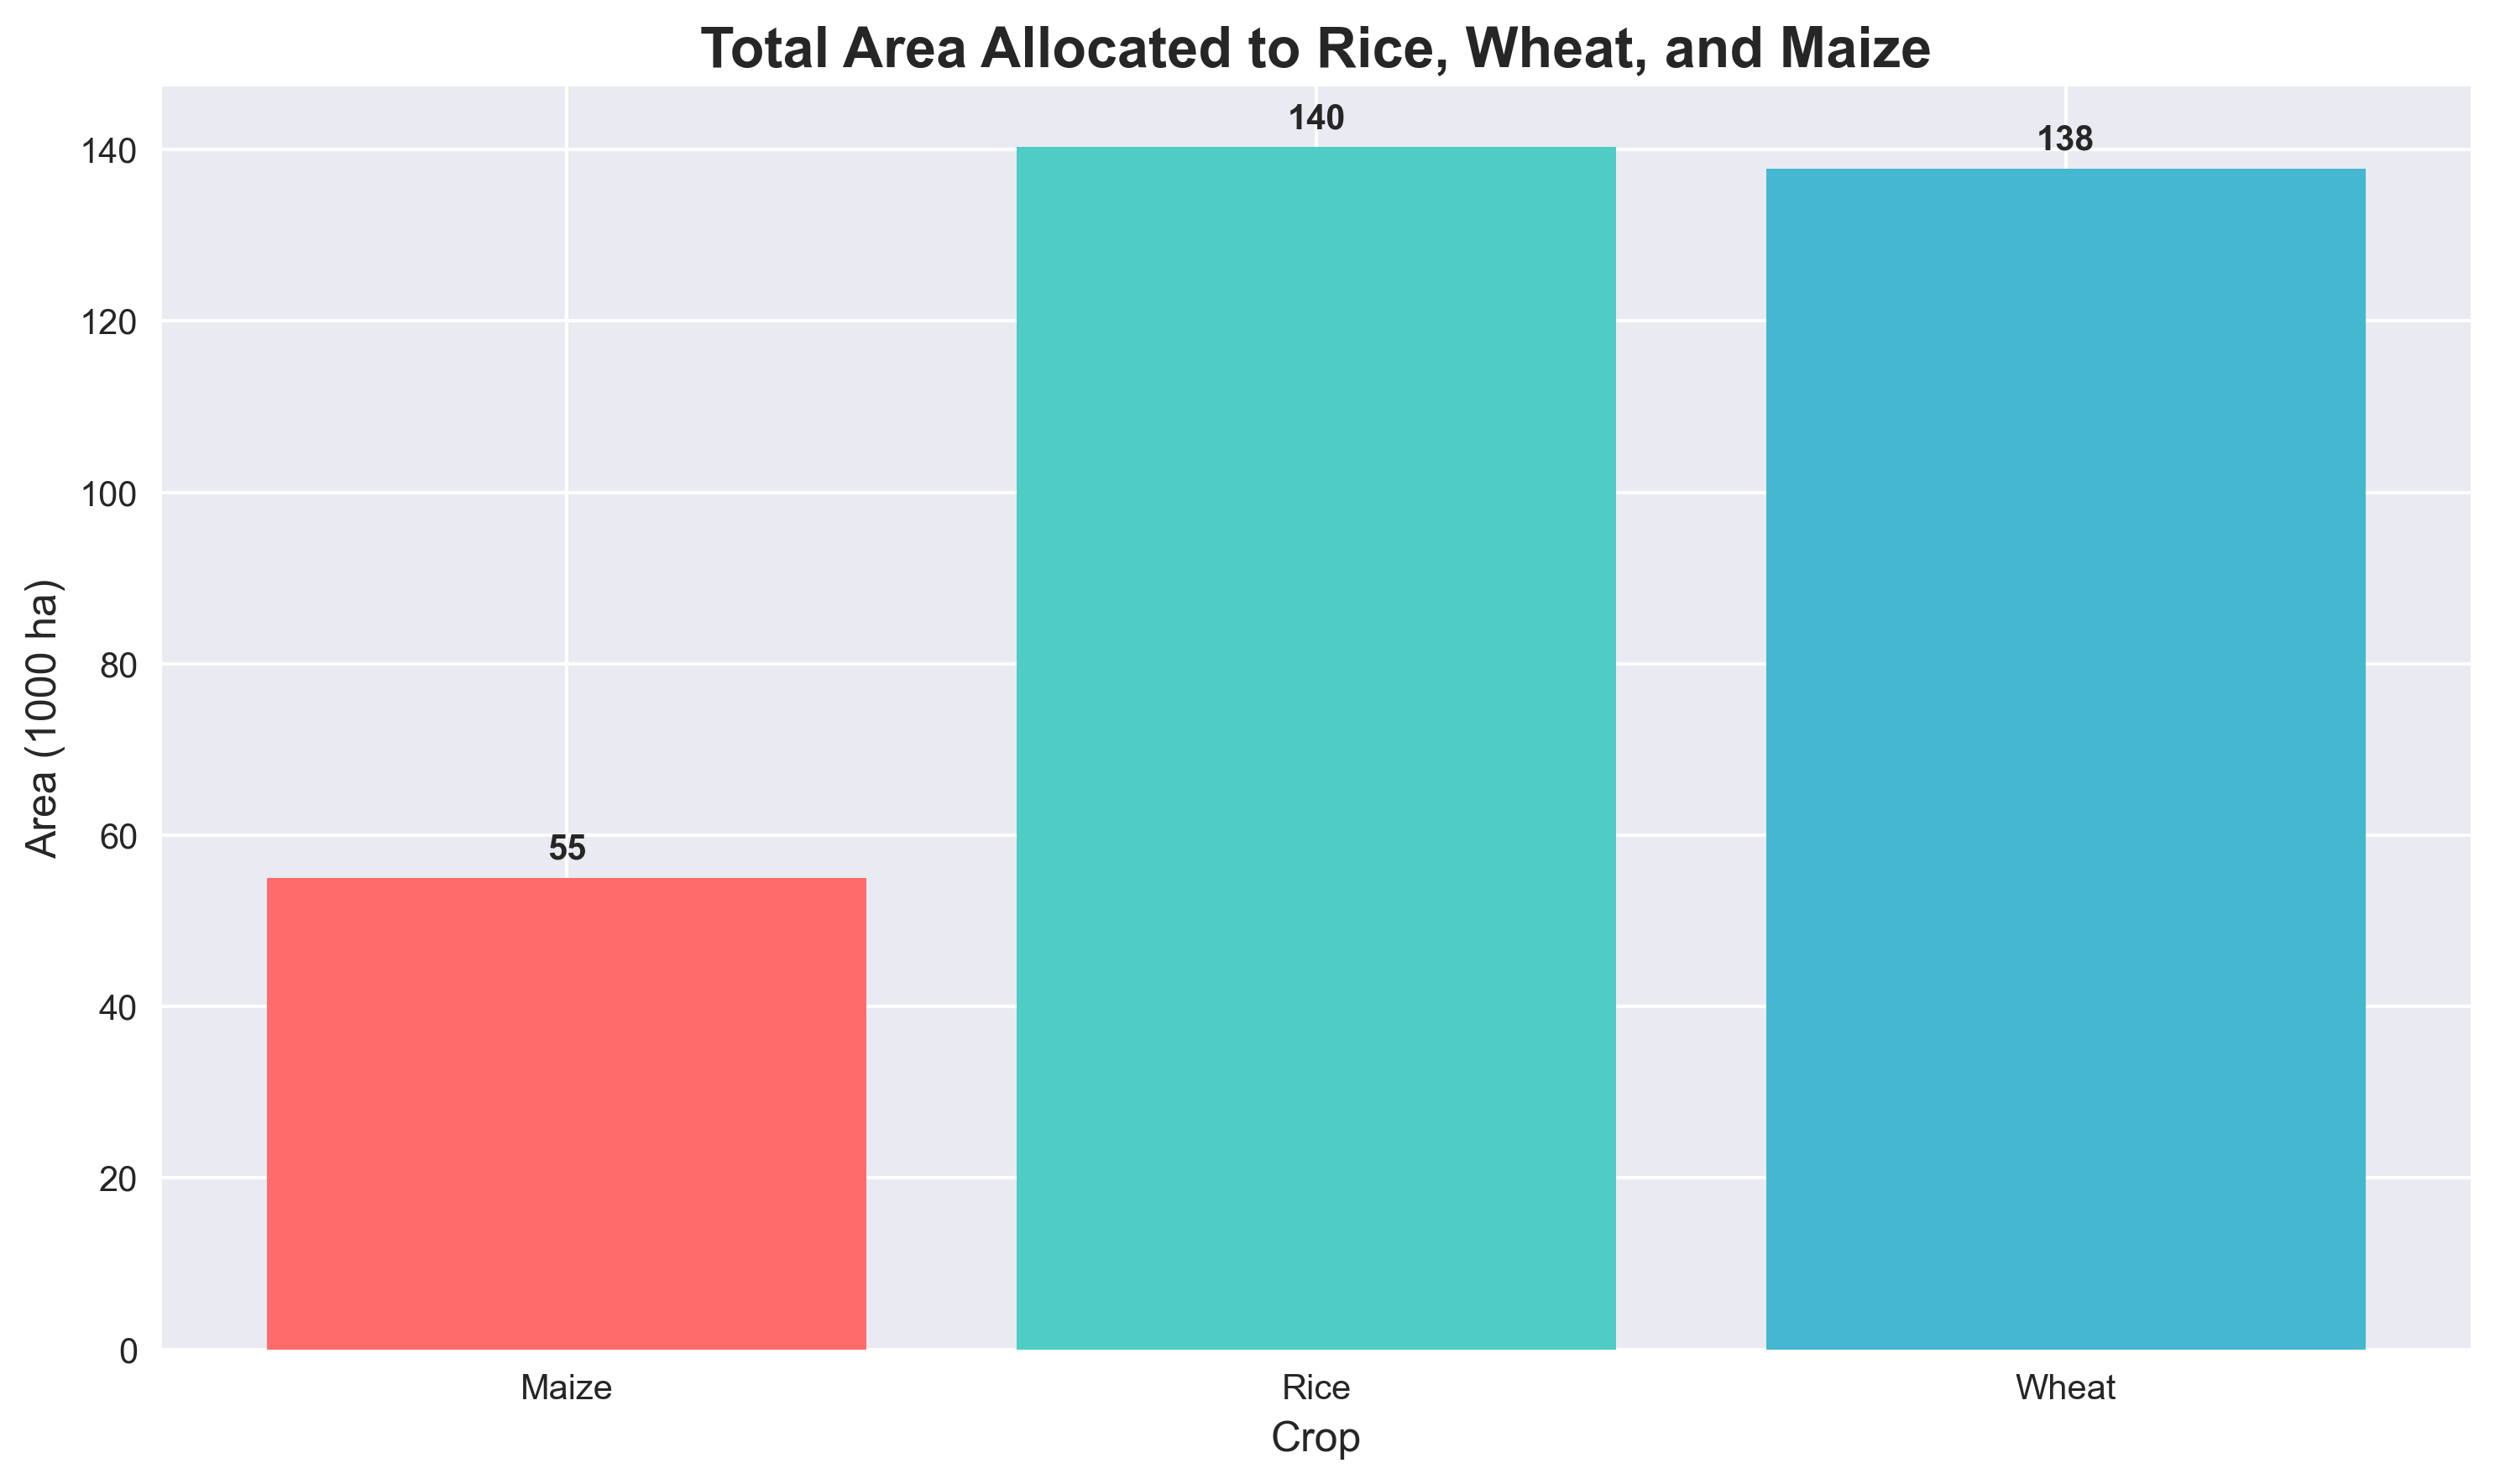 Total Area Allocated to Rice, Wheat, and Maize
Area (1000 ha)
140
120
100
80
60
40
20
0
55
140
138
Maize
Rice
Wheat
Crop